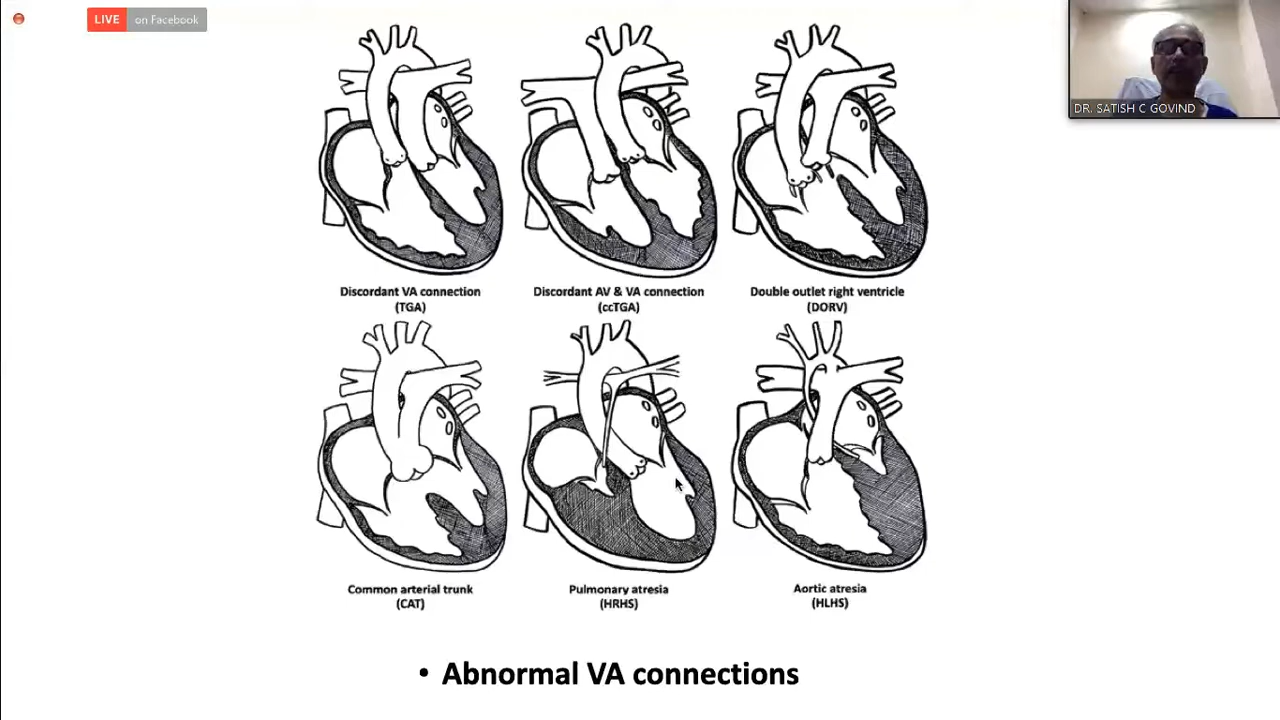 LIVE on Facebook
DR. SATISH C GOVIND
Discordant VA connection
(TGA)
Discordant AV & VA connection
(ccTGA)
Double outlet right ventricle
(DORV)
Common arterial trunk
(CAT)
Pulmonary atresia
(HRHS)
Aortic atresia
(HLHS)
• Abnormal VA connections